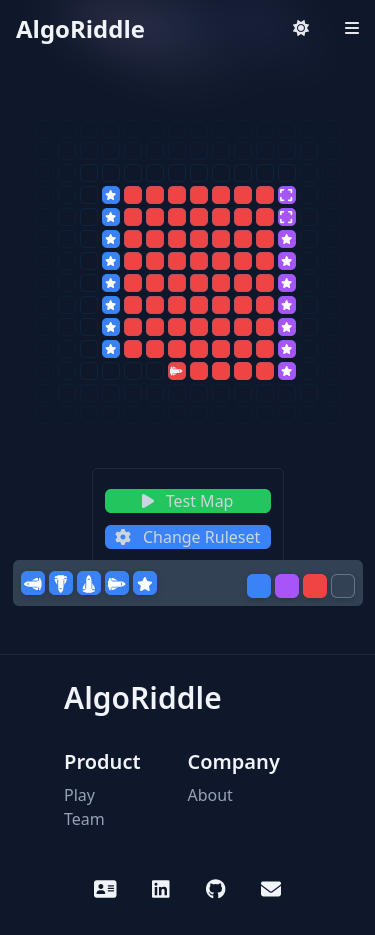 AlgoRiddle
Test Map
Change Ruleset
AlgoRiddle
Product
Company
Play
About
Team